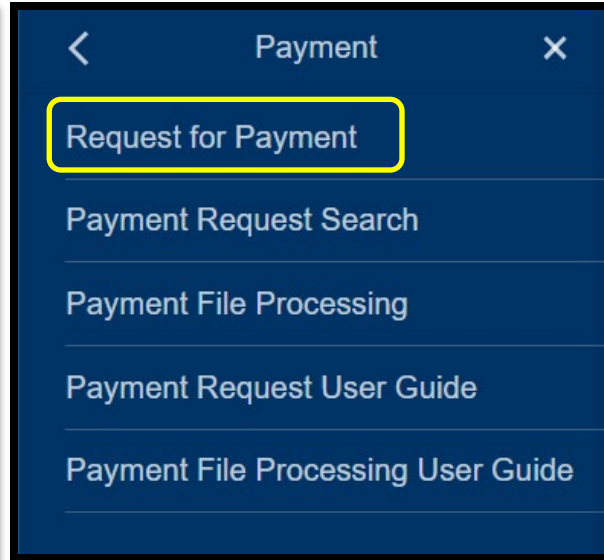 Payment
Request for Payment
Payment Request Search
Payment File Processing
Payment Request User Guide
Payment File Processing User Guide